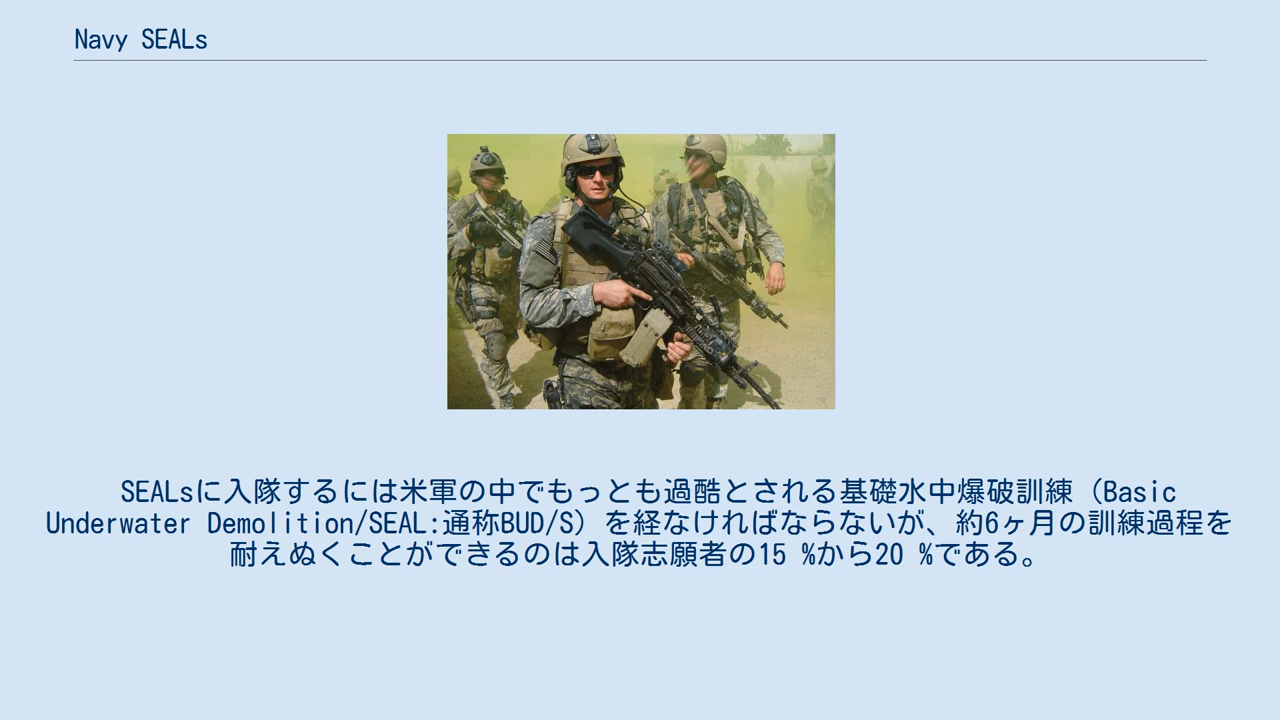 Navy SEALs
SEALsに入隊するには米軍の中でもっとも過酷とされる基礎水中爆破訓練（Basic
Underwater Demolition/SEAL:通称BUD/S）を経なければならないが、約6ヶ月の訓練過程を
耐えぬくことができるのは入隊志願者の15 %から20 %である。